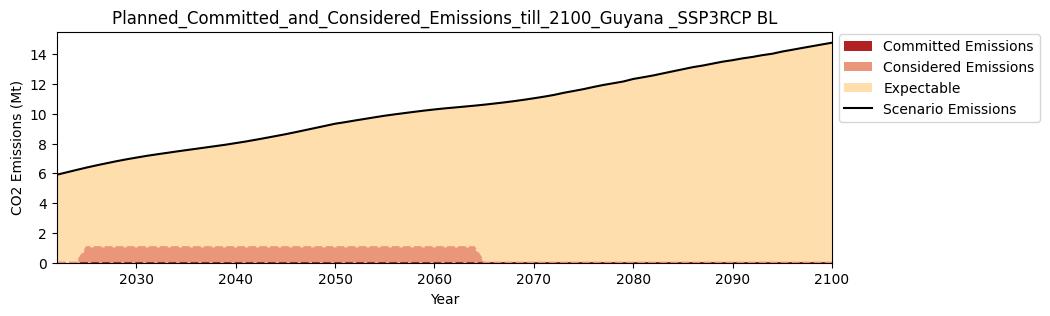 Planned_Committed_and_Considered_Emissions_till_2100_Guyana _SSP3RCP BL
CO2 Emissions (Mt)
14
12
10
8
6
4
2
0
2030 2040 2050 2060 2070 2080 2090 2100
Year
Committed Emissions
Considered Emissions
Expectable
Scenario Emissions